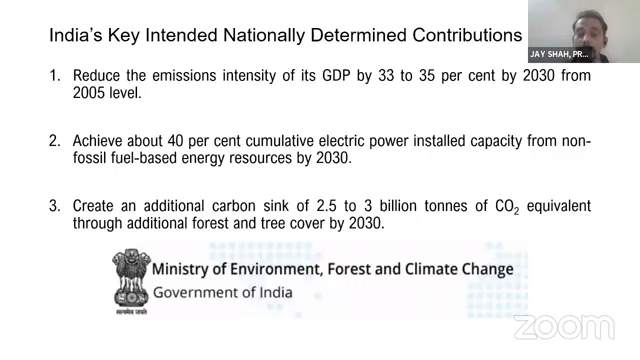 India's Key Intended Nationally Determined Contributions
JAY SHAH, PR...
1. Reduce the emissions intensity of its GDP by 33 to 35 per cent by 2030 from
2005 level.
2. Achieve about 40 per cent cumulative electric power installed capacity from non-
fossil fuel-based energy resources by 2030.
3. Create an additional carbon sink of 2.5 to 3 billion tonnes of CO2 equivalent
through additional forest and tree cover by 2030.
Ministry of Environment, Forest and Climate Change
Government of India
सत्यमेव जयते
zoom